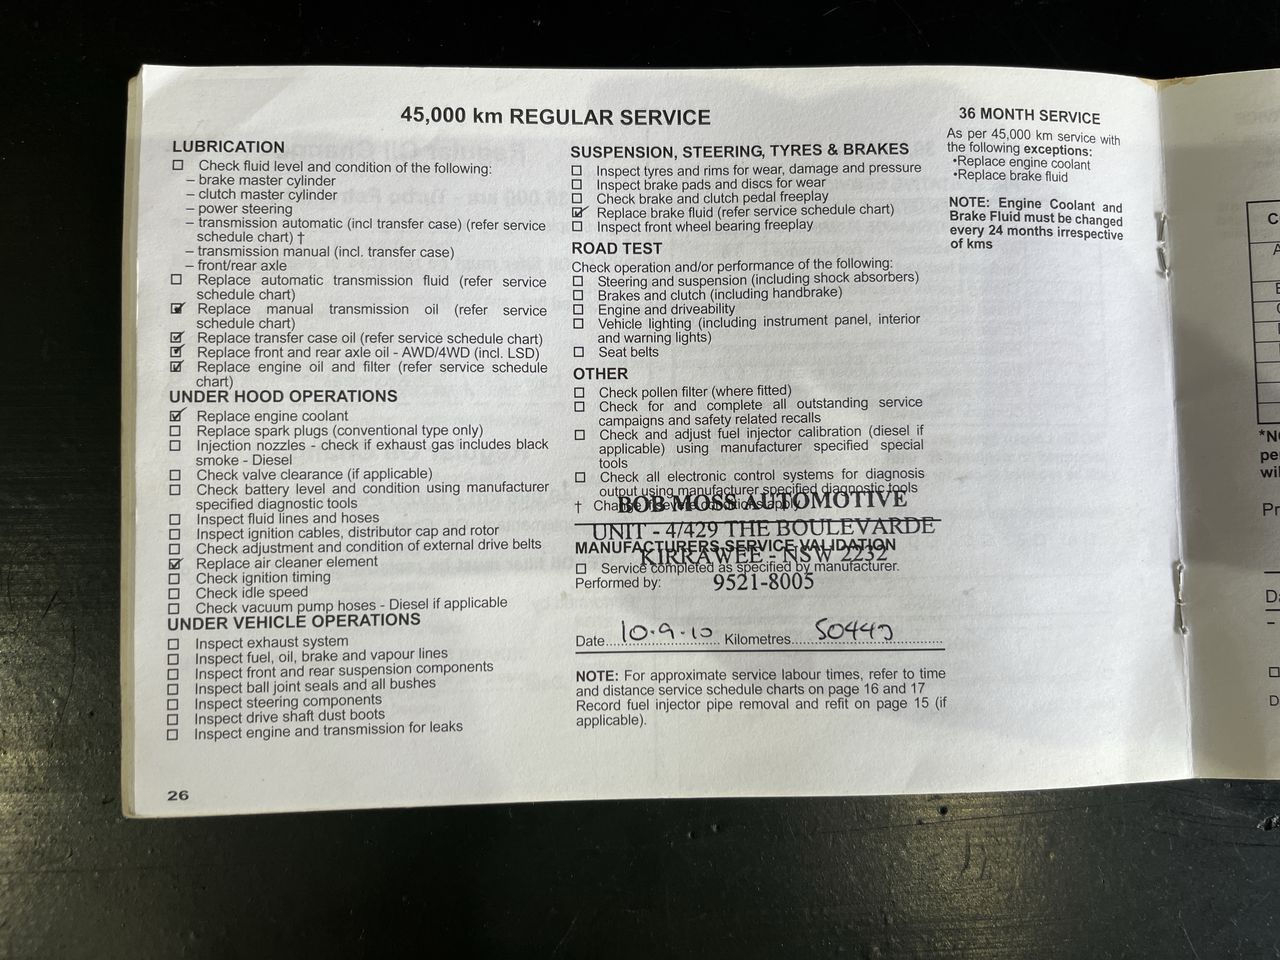 45,000 km REGULAR SERVICE
LUBRICATION
☐ Check fluid level and condition of the following:
– brake master cylinder
– clutch master cylinder
– power steering
– transmission automatic (incl transfer case) (refer service
schedule chart) †
– transmission manual (incl. transfer case)
– front/rear axle
☐ Replace automatic transmission fluid (refer service
schedule chart)
☑ Replace manual transmission oil (refer service
schedule chart)
☑ Replace transfer case oil (refer service schedule chart)
☑ Replace front and rear axle oil - AWD/4WD (incl. LSD)
☑ Replace engine oil and filter (refer service schedule
chart)
UNDER HOOD OPERATIONS
☑ Replace engine coolant
☐ Replace spark plugs (conventional type only)
☐ Injection nozzles - check if exhaust gas includes black
smoke - Diesel
☐ Check valve clearance (if applicable)
☐ Check battery level and condition using manufacturer
specified diagnostic tools
☐ Inspect fluid lines and hoses
☐ Inspect ignition cables, distributor cap and rotor
☐ Check adjustment and condition of external drive belts
☑ Replace air cleaner element
☐ Check ignition timing
☐ Check idle speed
☐ Check vacuum pump hoses - Diesel if applicable
UNDER VEHICLE OPERATIONS
☐ Inspect exhaust system
☐ Inspect fuel, oil, brake and vapour lines
☐ Inspect front and rear suspension components
☐ Inspect ball joint seals and all bushes
☐ Inspect steering components
☐ Inspect drive shaft dust boots
☐ Inspect engine and transmission for leaks
26
SUSPENSION, STEERING, TYRES & BRAKES
☐ Inspect tyres and rims for wear, damage and pressure
☐ Inspect brake pads and discs for wear
☐ Check brake and clutch pedal freeplay
☑ Replace brake fluid (refer service schedule chart)
☐ Inspect front wheel bearing freeplay
ROAD TEST
Check operation and/or performance of the following:
☐ Steering and suspension (including shock absorbers)
☐ Brakes and clutch (including handbrake)
☐ Engine and driveability
☐ Vehicle lighting (including instrument panel, interior
and warning lights)
☐ Seat belts
OTHER
☐ Check pollen filter (where fitted)
☐ Check for and complete all outstanding service
campaigns and safety related recalls
☐ Check and adjust fuel injector calibration (diesel if
applicable) using manufacturer specified special
tools
☐ Check all electronic control systems for diagnosis
output using manufacturer specified diagnostic tools
† Change if severe conditions apply
BOB MOSS AUTOMOTIVE
UNIT - 4/429 THE BOULEVARDE
KIRRAWEE - NSW 2232
9521-8005
MANUFACTURERS SERVICE VALIDATION
☐ Service completed as specified by manufacturer.
Performed by:
Date 10.9.10 Kilometres
NOTE: For approximate service labour times, refer to time
and distance service schedule charts on page 16 and 17
Record fuel injector pipe removal and refit on page 15 (if
applicable).
36 MONTH SERVICE
As per 45,000 km service with
the following exceptions:
•Replace engine coolant
•Replace brake fluid
NOTE: Engine Coolant and
Brake Fluid must be changed
every 24 months irrespective
of kms